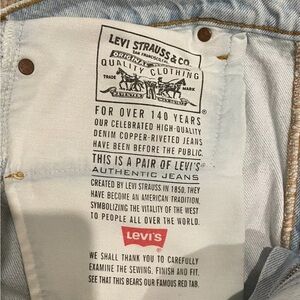 LEVI STRAUSS & CO.
SAN FRANCISCO, CAL.
ORIGINAL
QUALITY CLOTHING
TRADE MARK
FOR OVER 140 YEARS
OUR CELEBRATED HIGH-QUALITY
DENIM COPPER-RIVETED JEANS
HAVE BEEN BEFORE THE PUBLIC.
THIS IS A PAIR OF LEVI'S®
AUTHENTIC JEANS
CREATED BY LEVI STRAUSS IN 1850, THEY
HAVE BECOME AN AMERICAN TRADITION,
SYMBOLIZING THE VITALITY OF THE WEST
TO PEOPLE ALL OVER THE WORLD.
LEVI'S
WE SHALL THANK YOU TO CAREFULLY
EXAMINE THE SEWING, FINISH AND FIT.
SEE THAT THIS BEARS OUR FAMOUS RED TAB.